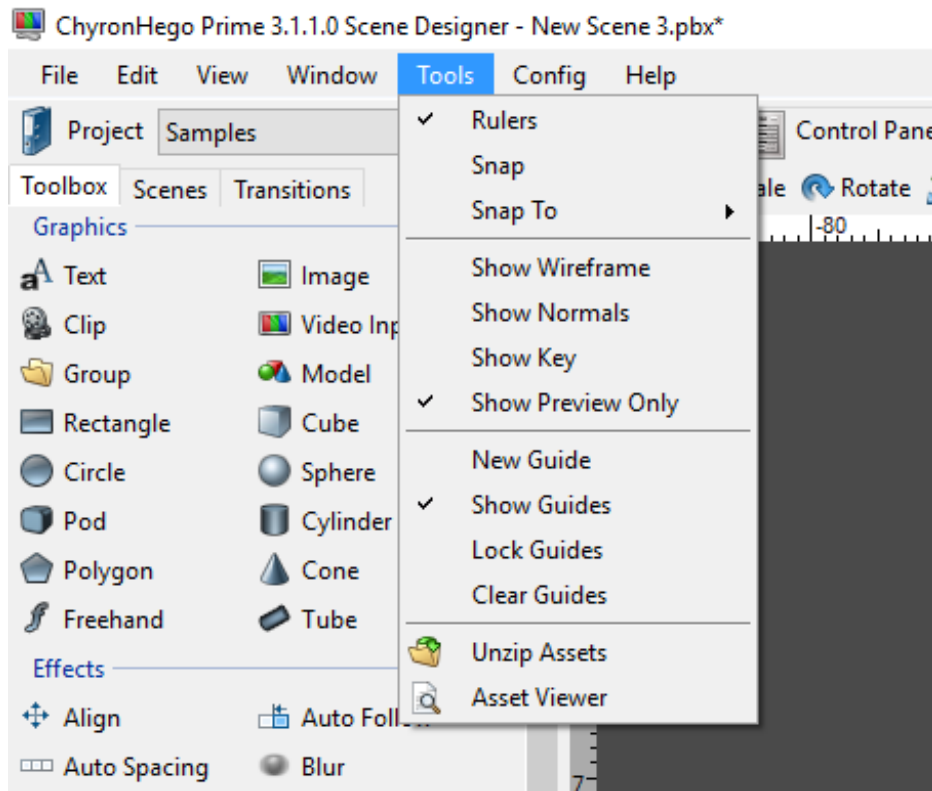 ChyronHego Prime 3.1.1.0 Scene Designer - New Scene 3.pbx*
File Edit View Window Tools Config Help
Project Samples
Control Pane
Toolbox Scenes Transitions
Rotate
-80
Graphics
Text Image
Clip Video Inp
Group Model
Rectangle Cube
Circle Sphere
Pod Cylinder
Polygon Cone
Freehand Tube
Effects
Align Auto Foll
Auto Spacing Blur
Rulers
Snap
Snap To
Show Wireframe
Show Normals
Show Key
Show Preview Only
New Guide
Show Guides
Lock Guides
Clear Guides
Unzip Assets
Asset Viewer
7